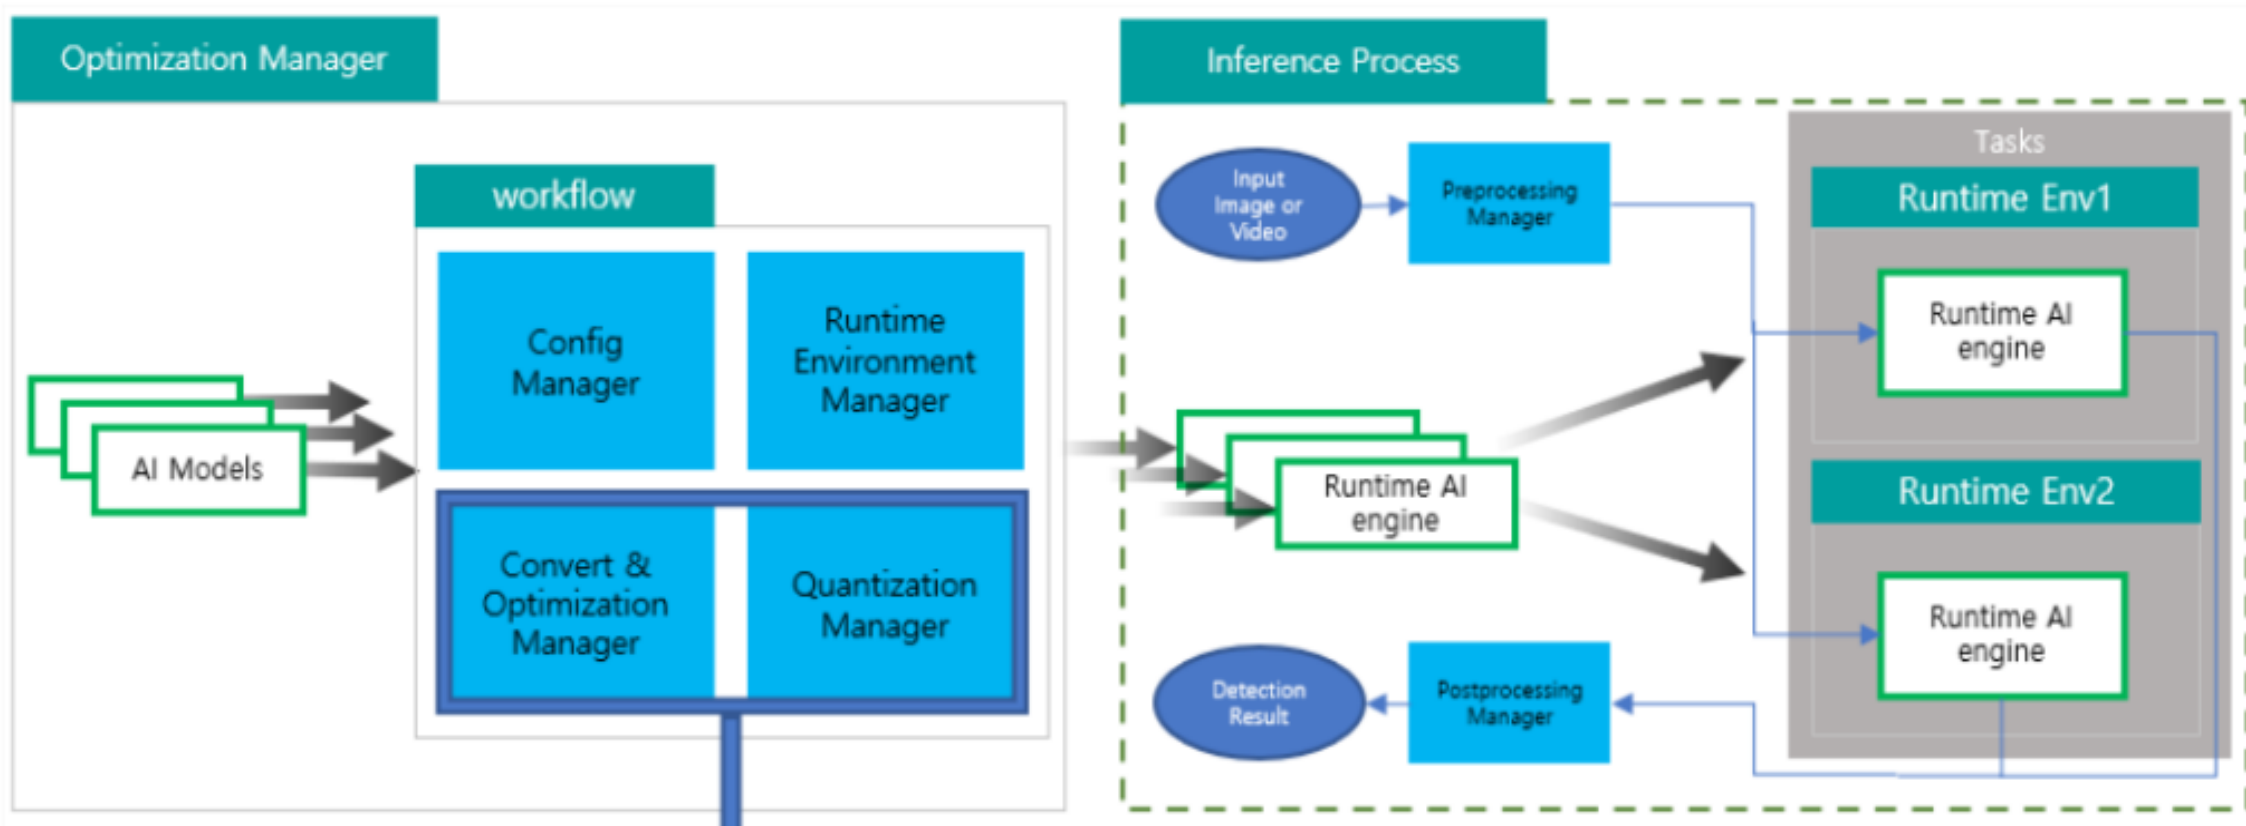 Optimization Manager
workflow
Config
Manager
Runtime
Environment
Manager
AI Models
Convert &
Optimization
Manager
Quantization
Manager
Inference Process
Input
Image or
Video
Preprocessing
Manager
Tasks
Runtime Env1
Runtime AI
engine
Runtime AI
engine
Runtime Env2
Runtime AI
engine
Detection
Result
Postprocessing
Manager